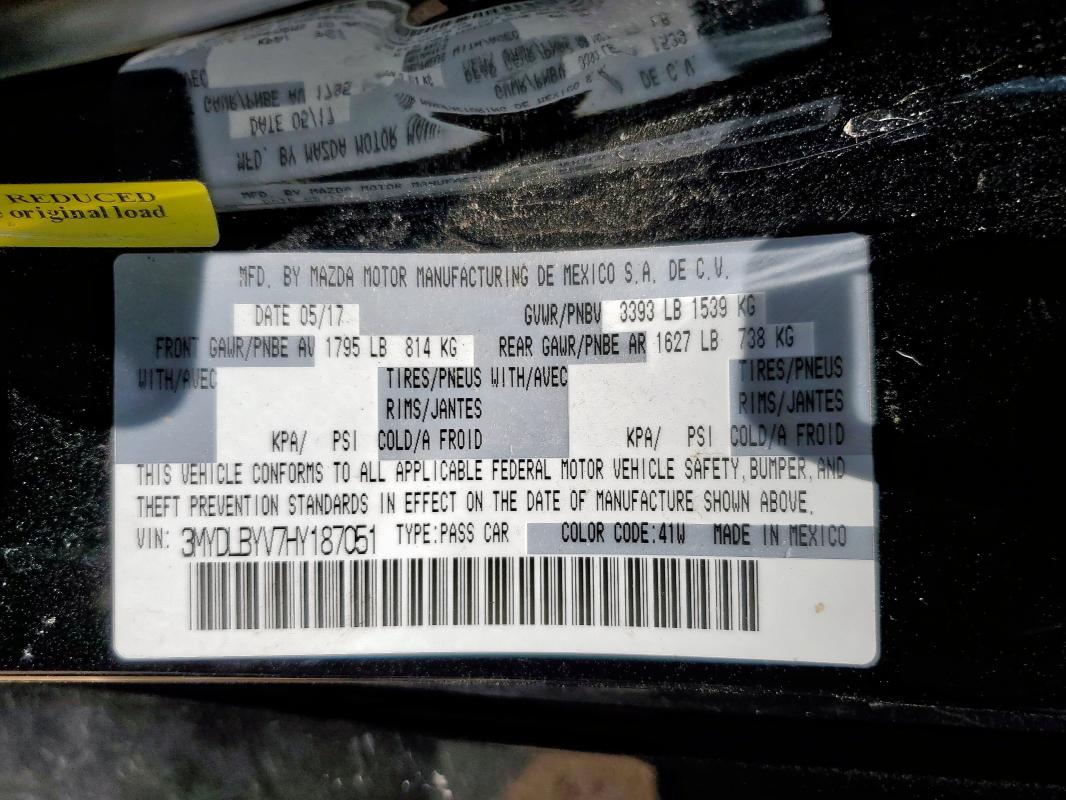 REDUCED
original load
MFD. BY MAZDA MOTOR MANUFACTURING DE MEXICO S.A. DE C.V.
DATE 05/17 GVWR/PNBV 3393 LB 1539 KG
FRONT GAWR/PNBE AV 1795 LB 814 KG REAR GAWR/PNBE AR 1627 LB 738 KG
WITH/AVEC TIRES/PNEUS WITH/AVEC TIRES/PNEUS
RIMS/JANTES RIMS/JANTES
KPA/ PSI COLD/A FROID KPA/ PSI COLD/A FROID
THIS VEHICLE CONFORMS TO ALL APPLICABLE FEDERAL MOTOR VEHICLE SAFETY, BUMPER, AND
THEFT PREVENTION STANDARDS IN EFFECT ON THE DATE OF MANUFACTURE SHOWN ABOVE.
VIN: 3MYDLBYV7HY187051 TYPE:PASS CAR COLOR CODE:41W MADE IN MEXICO